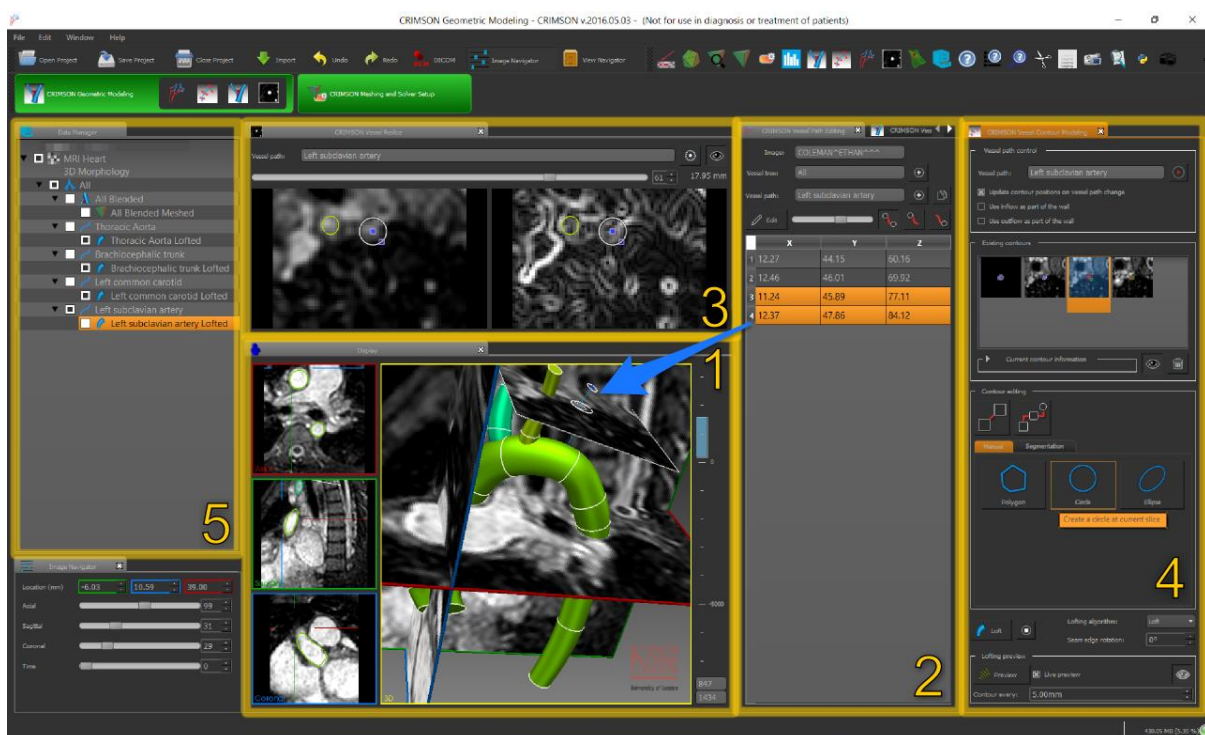 CRIMSON Geometric Modeling - CRIMSON v.2016.05.03 - (Not for use in diagnosis or treatment of patients)
File Edit Window Help
Open Project Save Project Close Project Import Undo Redo DICOM Image Navigator View Navigator
CRIMSON Geometric Modeling CRIMSON Meshing and Solver Setup
Data Manager
MRI Heart
3D Morphology
All
All Blended
All Blended Meshed
Thoracic Aorta
Thoracic Aorta Lofted
Brachiocephalic trunk
Brachiocephalic trunk Lofted
Left common carotid
Left common carotid Lofted
Left subclavian artery
Left subclavian artery Lofted
5
Image Navigator
Location (mm) -6.03 10.59 39.00
Axial 99
Sagittal 31
Coronal 29
Time 0
CRIMSON Vessel Reslice
Vessel path: Left subclavian artery
61 17.95 mm
3
Display
1
Axial
Coronal
3D
0
847
1434
CRIMSON Vessel Path Editing CRIMSON Vess
Image: COLEMAN^ETHAN^^^
Vessel tree: All
Vessel path: Left subclavian artery
Edit
X Y Z
1 12.27 44.15 60.16
2 12.46 46.01 69.92
3 11.24 45.89 77.11
4 12.37 47.86 84.12
2
CRIMSON Vessel Contour Modeling
Vessel path control
Vessel path: Left subclavian artery
Update contour positions on vessel path change
Use inflow as part of the wall
Use outflow as part of the wall
Existing contours
Current contour information
Contour editing
Manual Segmentation
Polygon Circle Ellipse
Create a circle at current slice
4
Loft Lofting algorithm: Loft
Seam edge rotation: 0°
Lofting preview
Preview Live preview
Contour every: 5.00mm